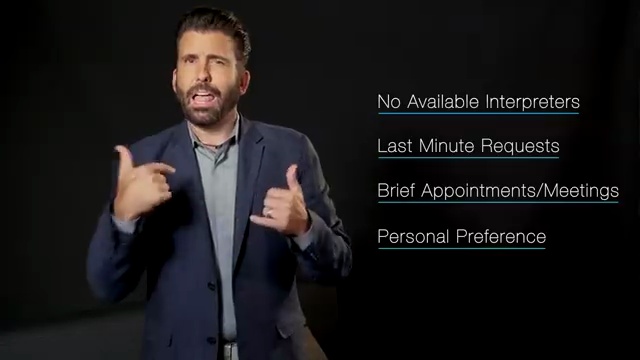 No Available Interpreters
Last Minute Requests
Brief Appointments/Meetings
Personal Preference